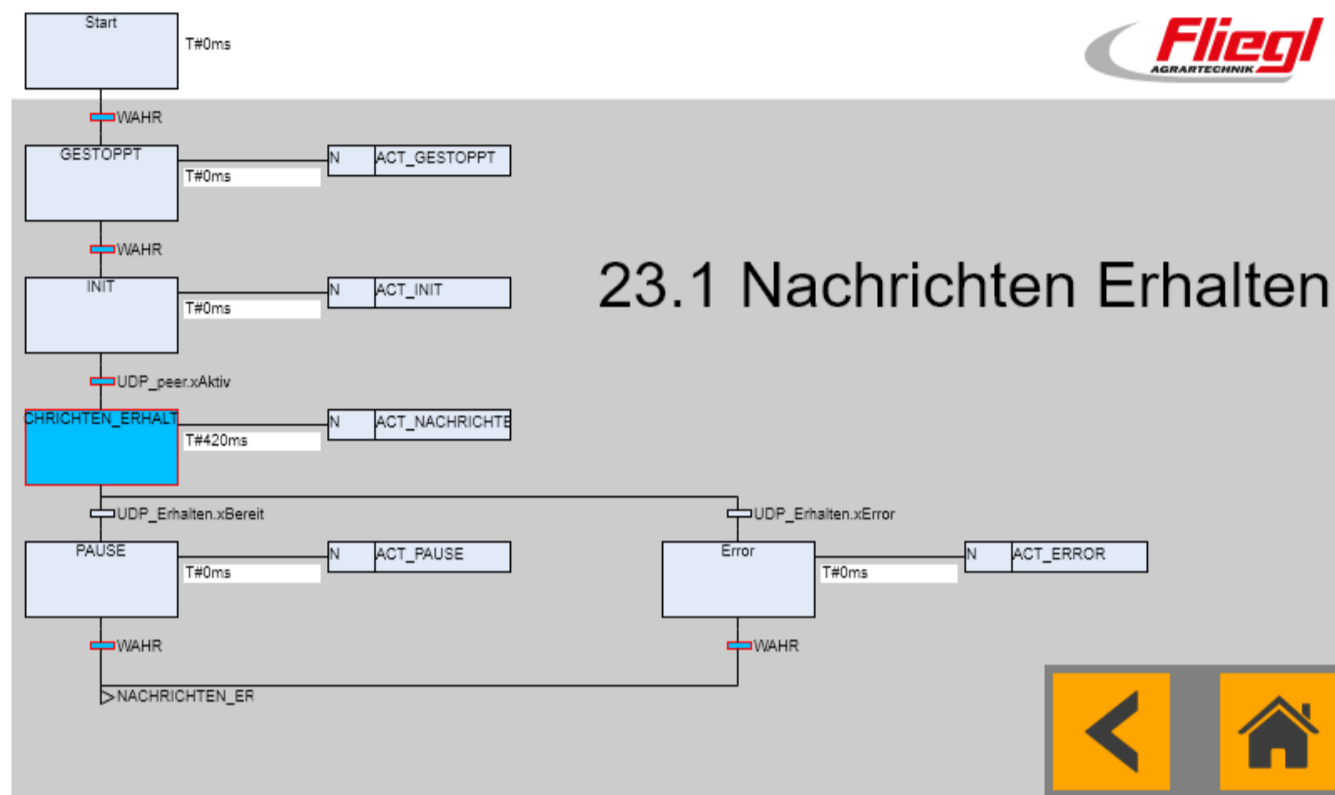 Start
T#0ms
Fliegl
AGRARTECHNIK
WAHR
GESTOPPT
T#0ms
N ACT_GESTOPPT
WAHR
INIT
T#0ms
N ACT_INIT
23.1 Nachrichten Erhalten
UDP_peer.xAktiv
CHRICHTEN_ERHALT
T#420ms
N ACT_NACHRICHTE
UDP_Erhalten.xBereit
UDP_Erhalten.xError
PAUSE
T#0ms
N ACT_PAUSE
Error
T#0ms
N ACT_ERROR
WAHR
WAHR
NACHRICHTEN_ER